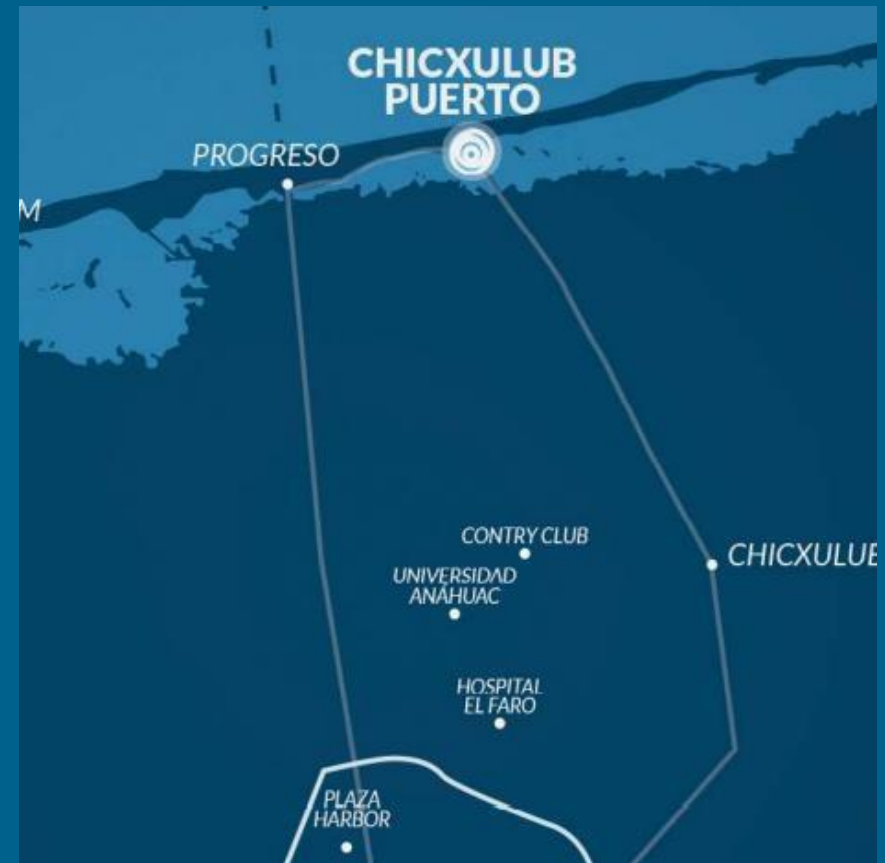 CHICXULUB
PUERTO
PROGRESO
M
CONTRY CLUB
CHICXULUB
UNIVERSIDAD
ANÁHUAC
HOSPITAL
EL FARO
PLAZA
HARBOR